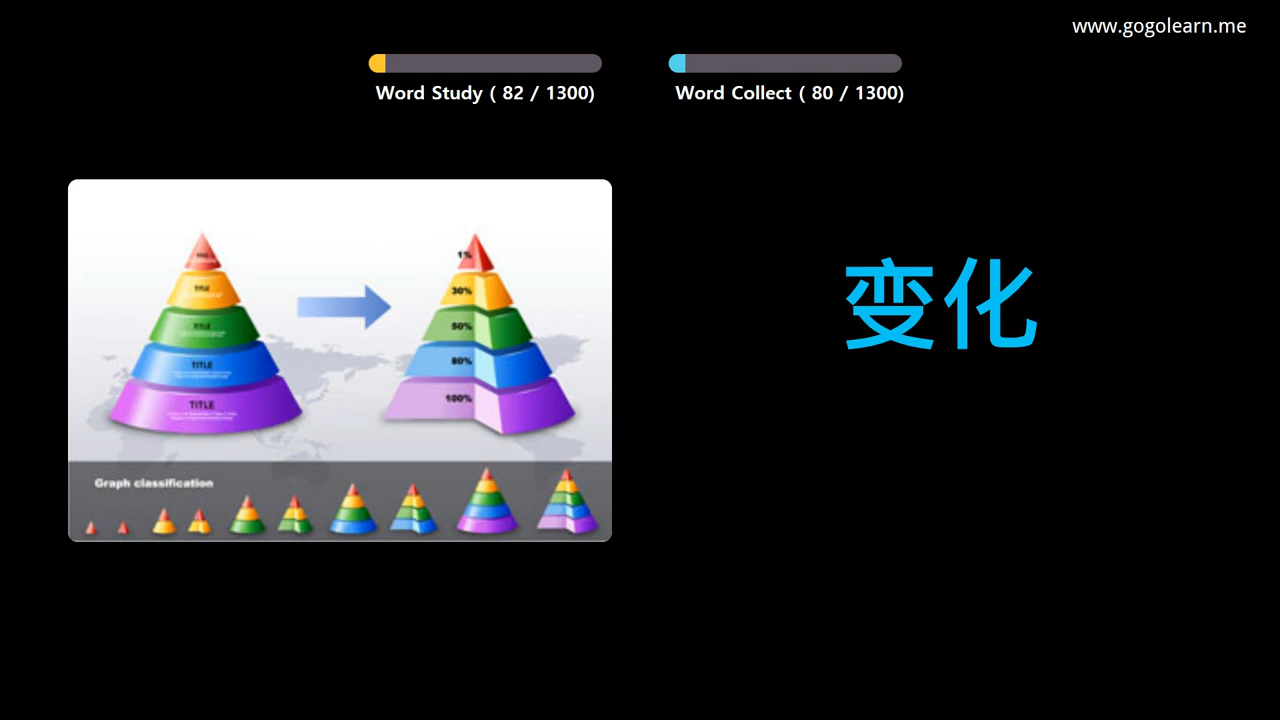 www.gogolearn.me
Word Study ( 82 / 1300)
Word Collect ( 80 / 1300)
变化
TITLE
TITLE
TITLE
TITLE
1%
30%
50%
80%
100%
Graph classification